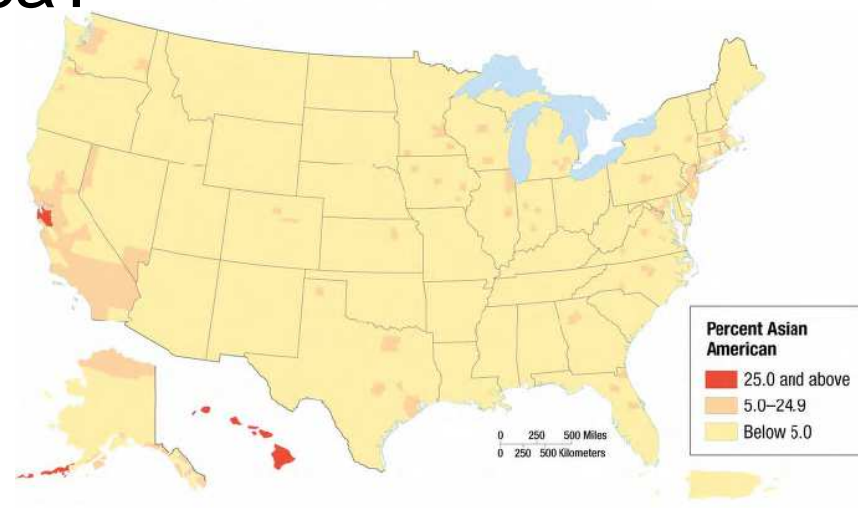 Percent Asian
American
25.0 and above
5.0–24.9
Below 5.0
0 250 500 Miles
0 250 500 Kilometers